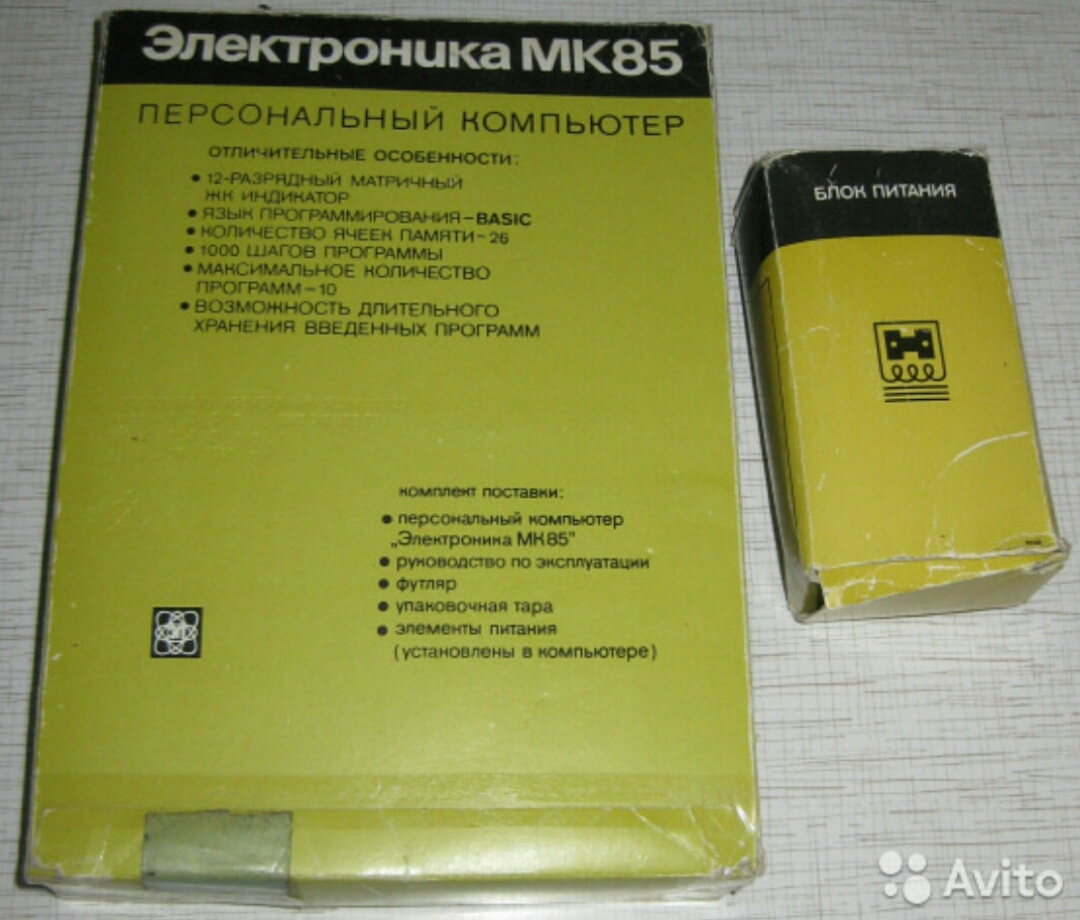 Электроника МК85
ПЕРСОНАЛЬНЫЙ КОМПЬЮТЕР
ОТЛИЧИТЕЛЬНЫЕ ОСОБЕННОСТИ:
• 12-РАЗРЯДНЫЙ МАТРИЧНЫЙ
ЖК ИНДИКАТОР
• ЯЗЫК ПРОГРАММИРОВАНИЯ-BASIC
• КОЛИЧЕСТВО ЯЧЕЕК ПАМЯТИ-26
• 1000 ШАГОВ ПРОГРАММЫ
• МАКСИМАЛЬНОЕ КОЛИЧЕСТВО
ПРОГРАММ-10
• ВОЗМОЖНОСТЬ ДЛИТЕЛЬНОГО
ХРАНЕНИЯ ВВЕДЕННЫХ ПРОГРАММ
комплект поставки:
• персональный компьютер
„Электроника МК85"
• руководство по эксплуатации
• футляр
• упаковочная тара
• элементы питания
(установлены в компьютере)
БЛОК ПИТАНИЯ
Avito